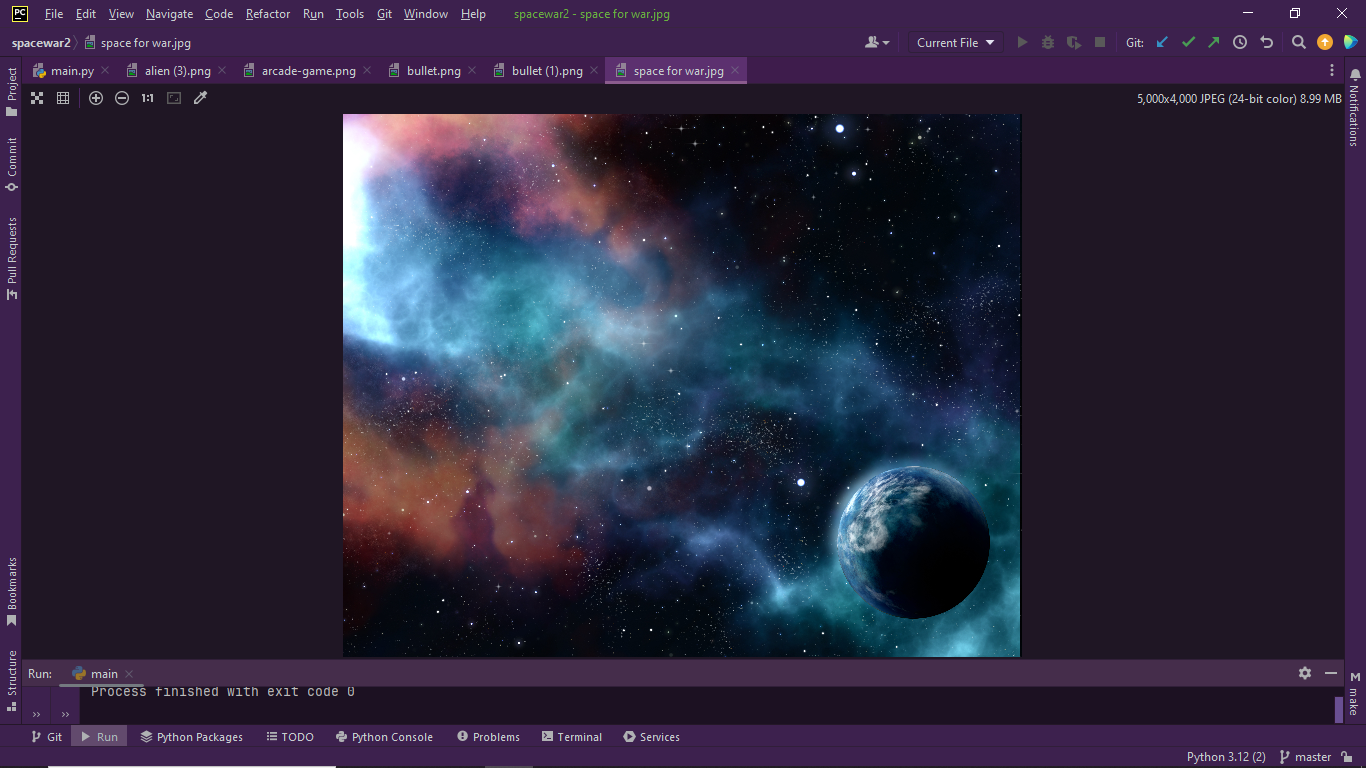 PC File Edit View Navigate Code Refactor Run Tools Git Window Help spacewar2 - space for war.jpg
spacewar2 space for war.jpg Current File Git:
main.py alien (3).png arcade-game.png bullet.png bullet (1).png space for war.jpg
1:1 5,000x4,000 JPEG (24-bit color) 8.99 MB
Project
Commit
Pull Requests
Bookmarks
Structure
Notifications
M make
Run: main
Process finished with exit code 0
Git Run Python Packages TODO Python Console Problems Terminal Services
Python 3.12 (2) master